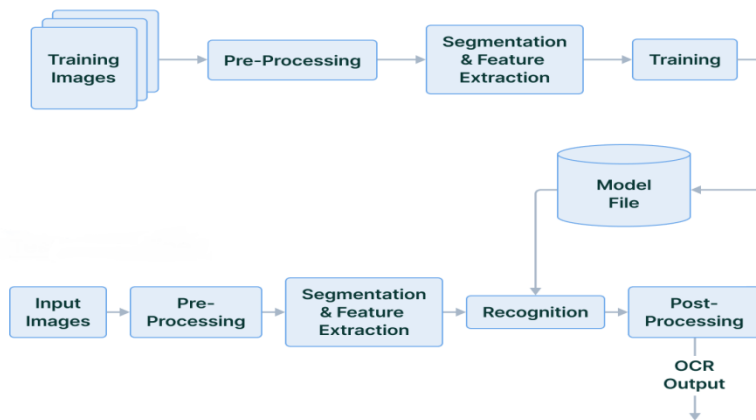 Training
Images
Pre-Processing
Segmentation
& Feature
Extraction
Training
Model
File
Input
Images
Pre-
Processing
Segmentation
& Feature
Extraction
Recognition
Post-
Processing
OCR
Output